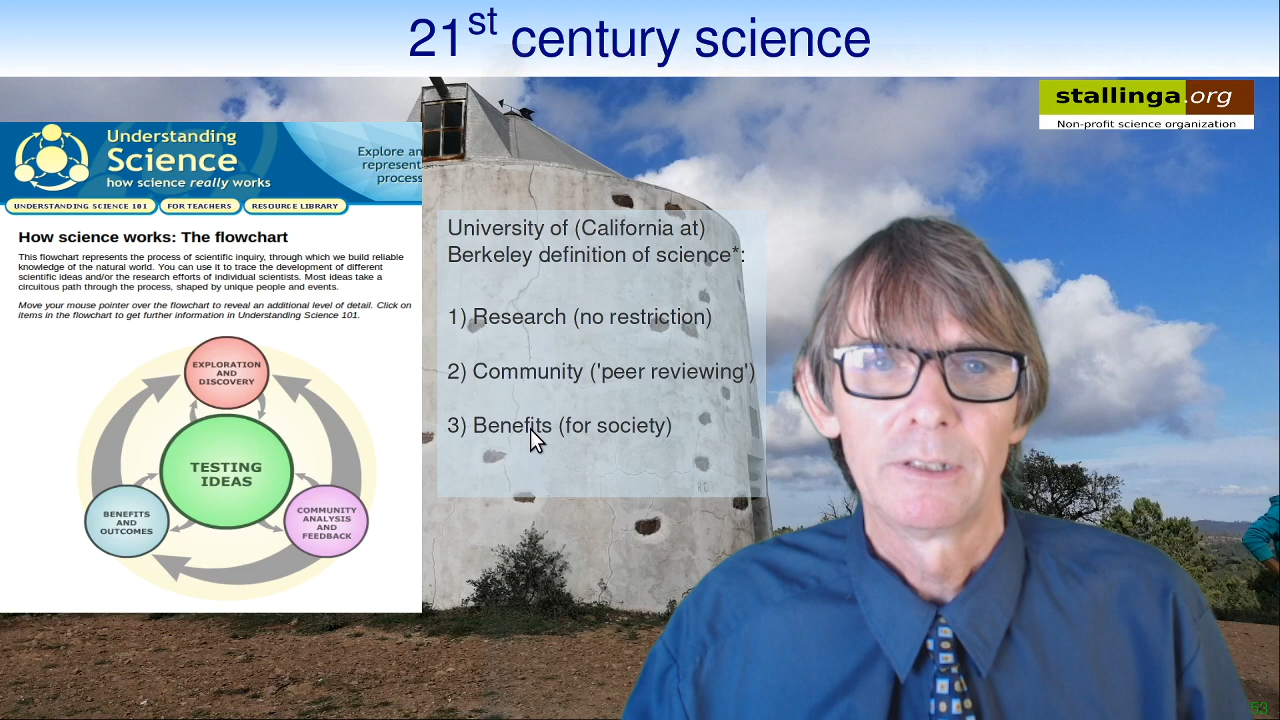 21st century science
stallinga.org
Non-profit science organization
Understanding
Science
how science really works
Explore an
represent
process
UNDERSTANDING SCIENCE 101
FOR TEACHERS
RESOURCE LIBRARY
How science works: The flowchart
This flowchart represents the process of scientific inquiry, through which we build reliable
knowledge of the natural world. You can use it to trace the development of different
scientific ideas and/or the research efforts of individual scientists. Most ideas take a
circuitous path through the process, shaped by unique people and events.
Move your mouse pointer over the flowchart to reveal an additional level of detail. Click on
items in the flowchart to get further information in Understanding Science 101.
EXPLORATION
AND
DISCOVERY
TESTING
IDEAS
BENEFITS
AND
OUTCOMES
COMMUNITY
ANALYSIS
AND
FEEDBACK
University of (California at)
Berkeley definition of science*:
1) Research (no restriction)
2) Community ('peer reviewing')
3) Benefits (for society)
53